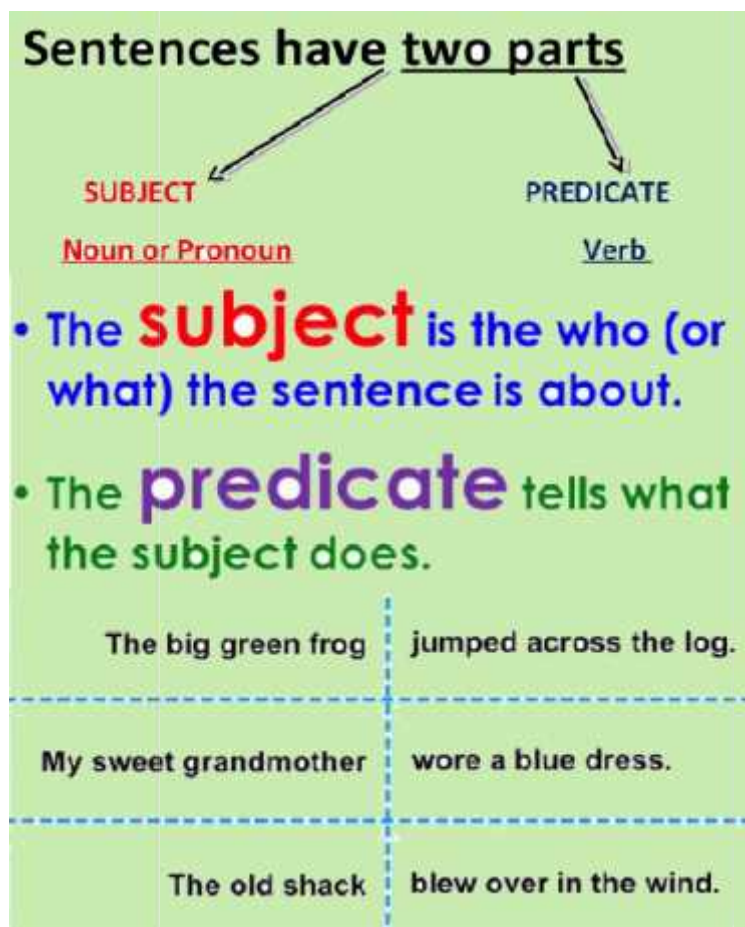 Sentences have two parts
SUBJECT PREDICATE
Noun or Pronoun Verb
• The subject is the who (or
what) the sentence is about.
• The predicate tells what
the subject does.
The big green frog jumped across the log.
My sweet grandmother wore a blue dress.
The old shack blew over in the wind.